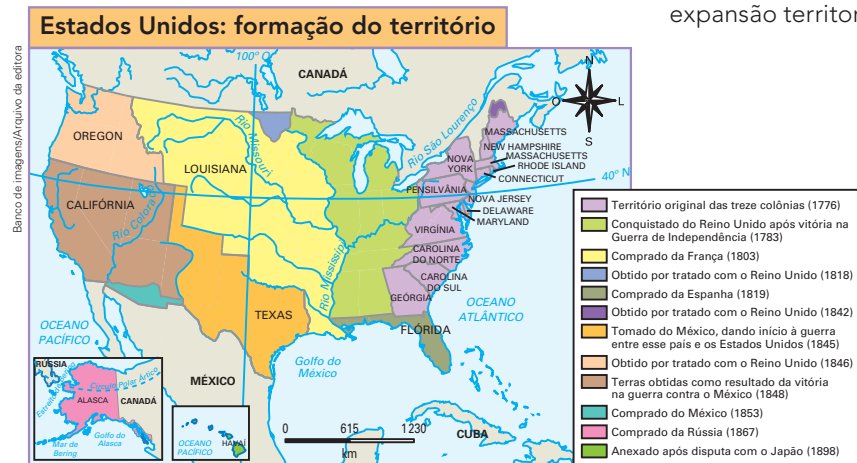 expansão territor
Estados Unidos: formação do território
Banco de imagens/Arquivo da editora
100° O
CANADÁ
N
O
L
S
OREGON
Rio Missouri
Rio São Lourenço
MASSACHUSETTS
NEW HAMPSHIRE
MASSACHUSETTS
RHODE ISLAND
CONNECTICUT
NOVA
YORK
LOUISIANA
PENSILVÂNIA
40° N
NOVA JERSEY
DELAWARE
MARYLAND
CALIFÓRNIA
Rio Colorado
VIRGÍNIA
CAROLINA
DO NORTE
CAROLINA
DO SUL
Rio Mississípi
GEÓRGIA
TEXAS
OCEANO
ATLÂNTICO
FLÓRIDA
OCEANO
PACÍFICO
Golfo do
México
MÉXICO
RÚSSIA
Círculo Polar Ártico
ALASCA
CANADÁ
Mar de
Bering
Golfo do
Alasca
OCEANO
PACÍFICO
HAVAÍ
0 615 1230
km
CUBA
Território original das treze colônias (1776)
Conquistado do Reino Unido após vitória na
Guerra de Independência (1783)
Comprado da França (1803)
Obtido por tratado com o Reino Unido (1818)
Comprado da Espanha (1819)
Obtido por tratado com o Reino Unido (1842)
Tomado do México, dando início à guerra
entre esse país e os Estados Unidos (1845)
Obtido por tratado com o Reino Unido (1846)
Terras obtidas como resultado da vitória
na guerra contra o México (1848)
Comprado do México (1853)
Comprado da Rússia (1867)
Anexado após disputa com o Japão (1898)